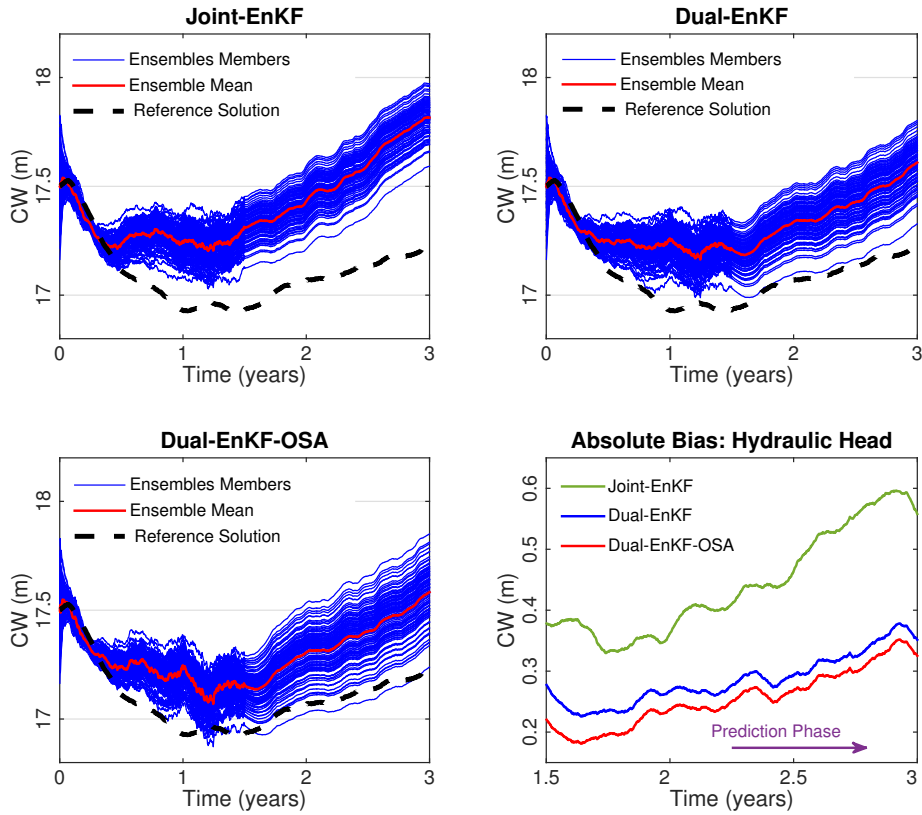 Joint-EnKF
Ensembles Members
Ensemble Mean
Reference Solution
18
17.5
17
CW (m)
0 1 2 3
Time (years)
Dual-EnKF
Ensembles Members
Ensemble Mean
Reference Solution
18
17.5
17
CW (m)
0 1 2 3
Time (years)
Dual-EnKF-OSA
Ensembles Members
Ensemble Mean
Reference Solution
18
17.5
17
CW (m)
0 1 2 3
Time (years)
Absolute Bias: Hydraulic Head
Joint-EnKF
Dual-EnKF
Dual-EnKF-OSA
0.6
0.5
0.4
0.3
0.2
CW (m)
Prediction Phase
1.5 2 2.5 3
Time (years)